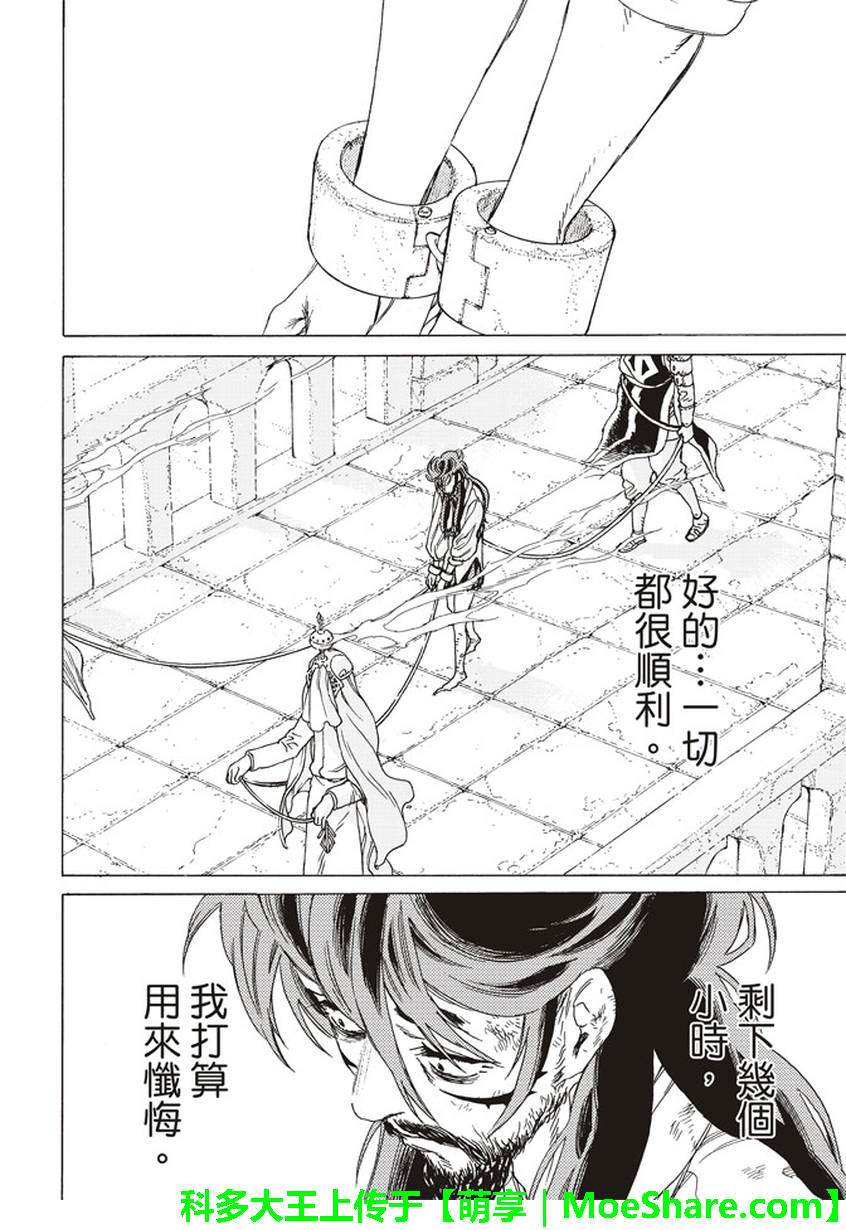 好的…一切
都很順利。
剩下幾個
小時，
我打算
用來懺悔。
科多大王上传于【萌享｜MoeShare.com】